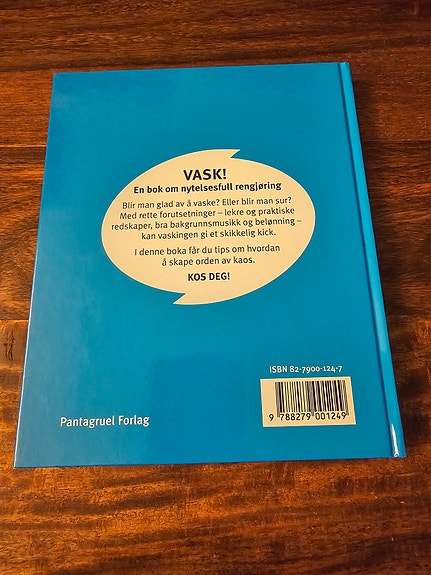 VASK!
En bok om nytelsesfull rengjøring
Blir man glad av å vaske? Eller blir man sur?
Med rette forutsetninger – lekre og praktiske
redskaper, bra bakgrunnsmusikk og belønning –
kan vaskingen gi et skikkelig kick.
I denne boka får du tips om hvordan
å skape orden av kaos.
KOS DEG!
ISBN 82-7900-124-7
9 788279 001249
Pantagruel Forlag